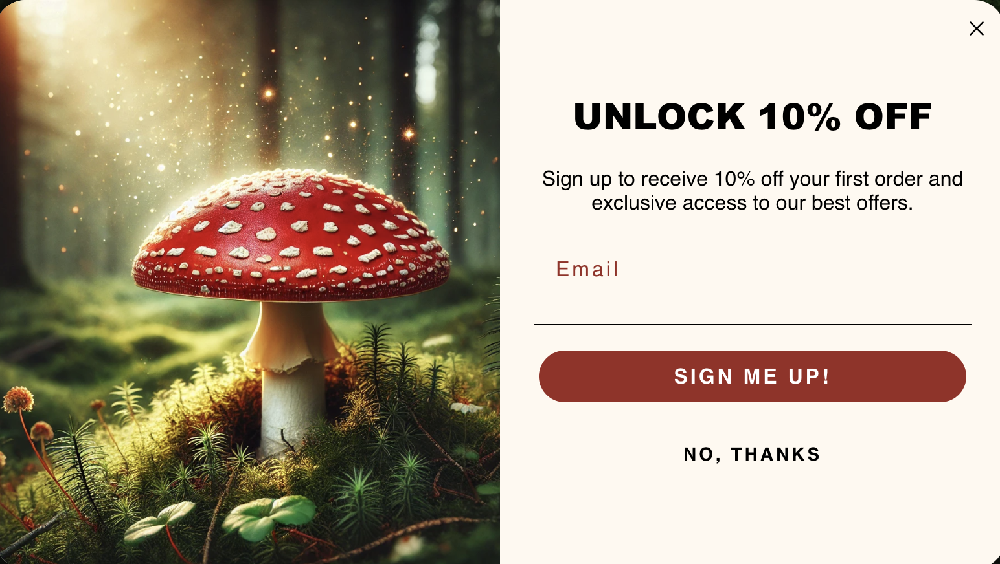 UNLOCK 10% OFF
Sign up to receive 10% off your first order and
exclusive access to our best offers.
Email
SIGN ME UP!
NO, THANKS